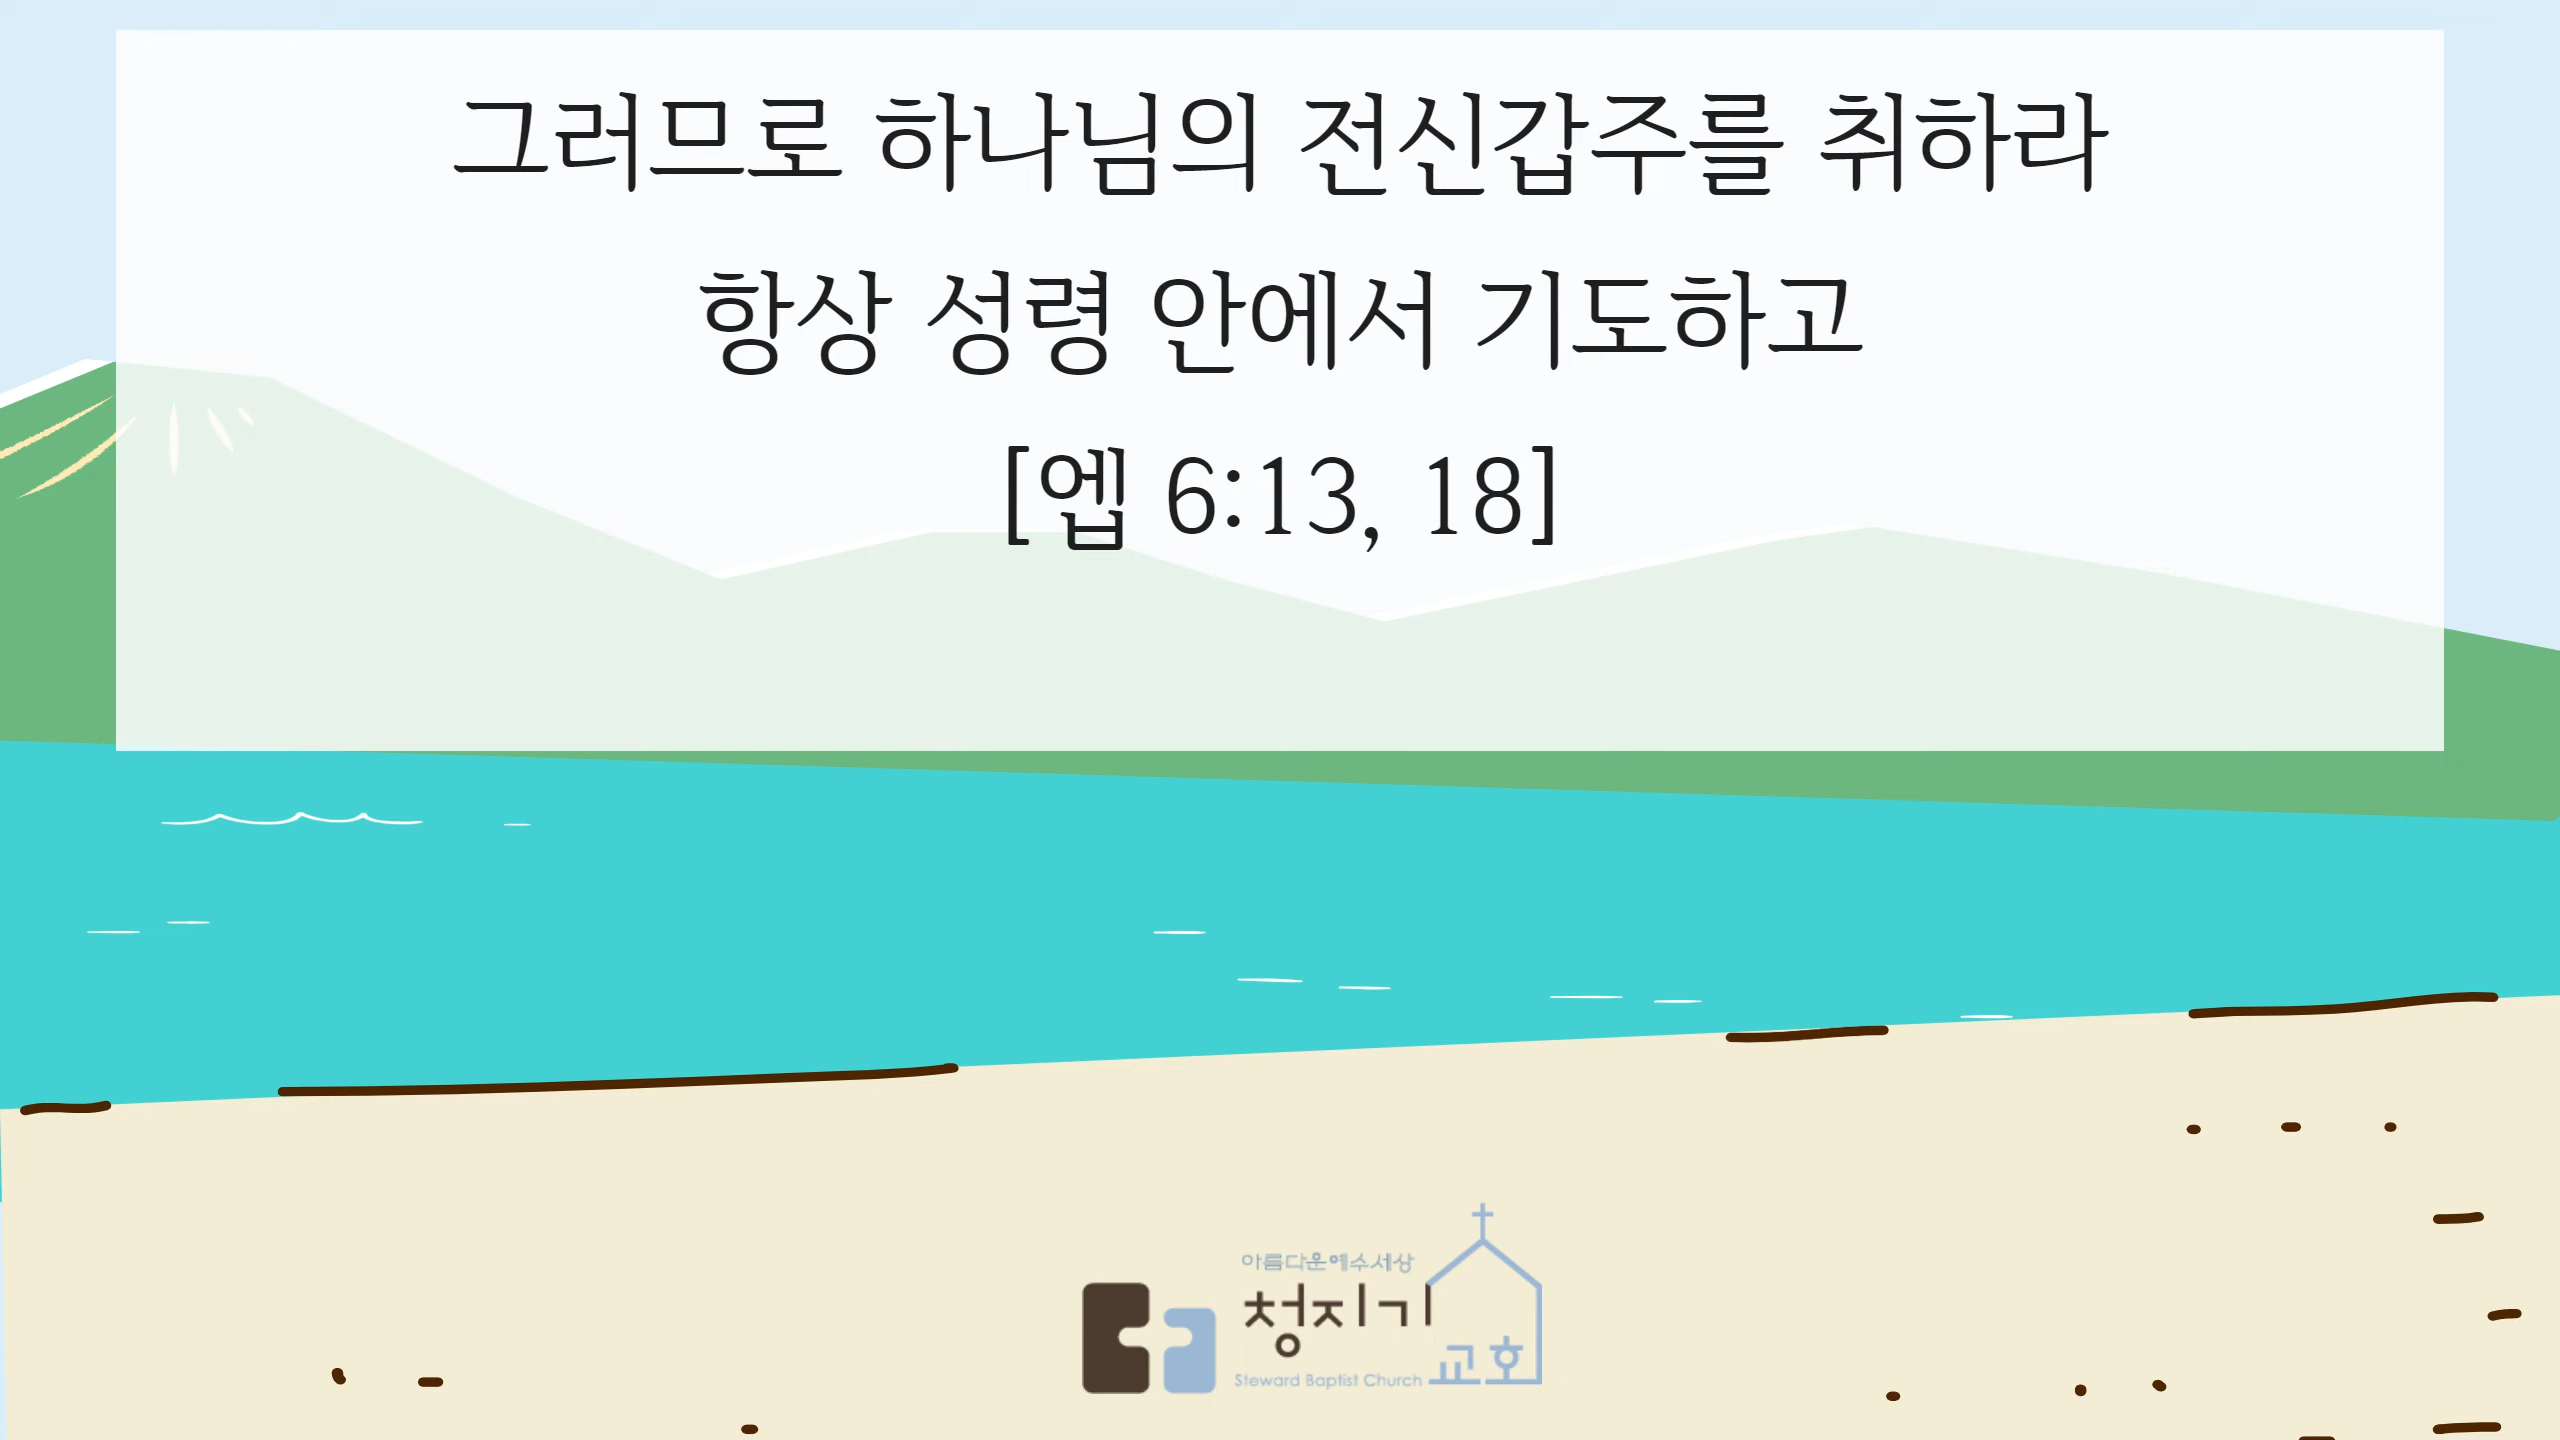 그러므로 하나님의 전신갑주를 취하라
항상 성령 안에서 기도하고
[엡 6:13, 18]
아름다운예수세상
청지기
교회
Steward Baptist Church